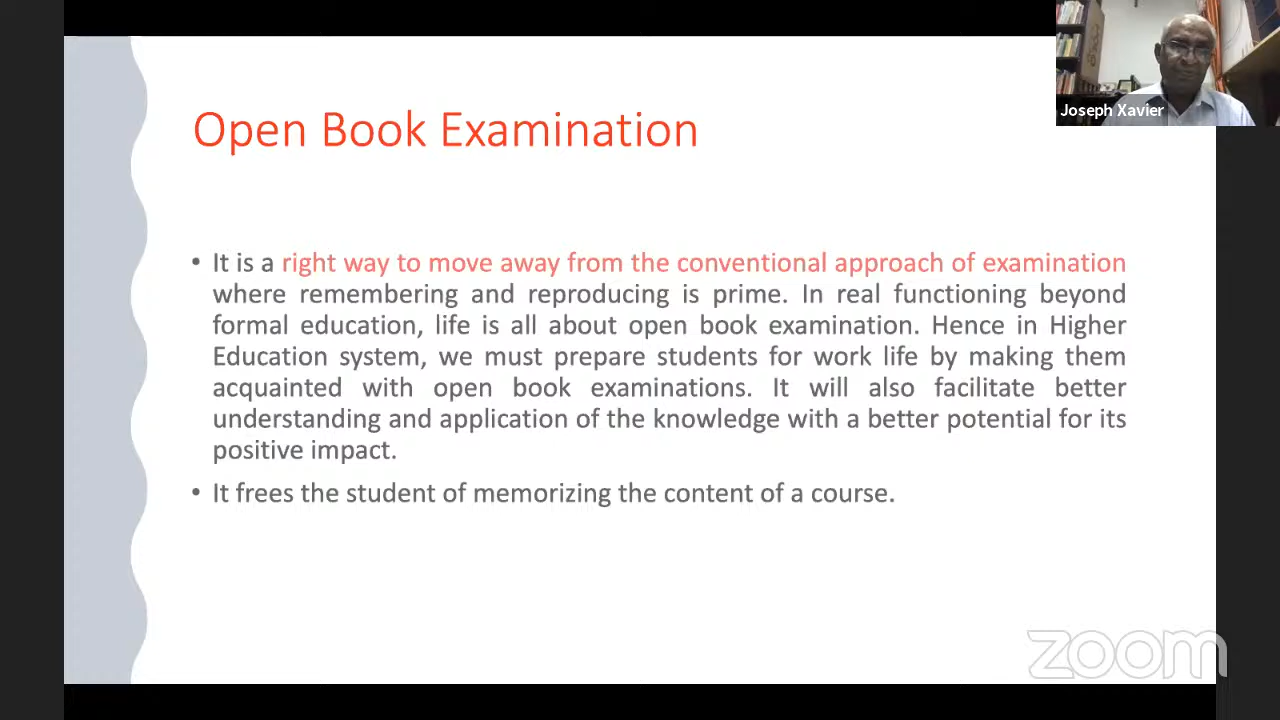 Joseph Xavier
Open Book Examination
• It is a right way to move away from the conventional approach of examination
where remembering and reproducing is prime. In real functioning beyond
formal education, life is all about open book examination. Hence in Higher
Education system, we must prepare students for work life by making them
acquainted with open book examinations. It will also facilitate better
understanding and application of the knowledge with a better potential for its
positive impact.
• It frees the student of memorizing the content of a course.
zoom